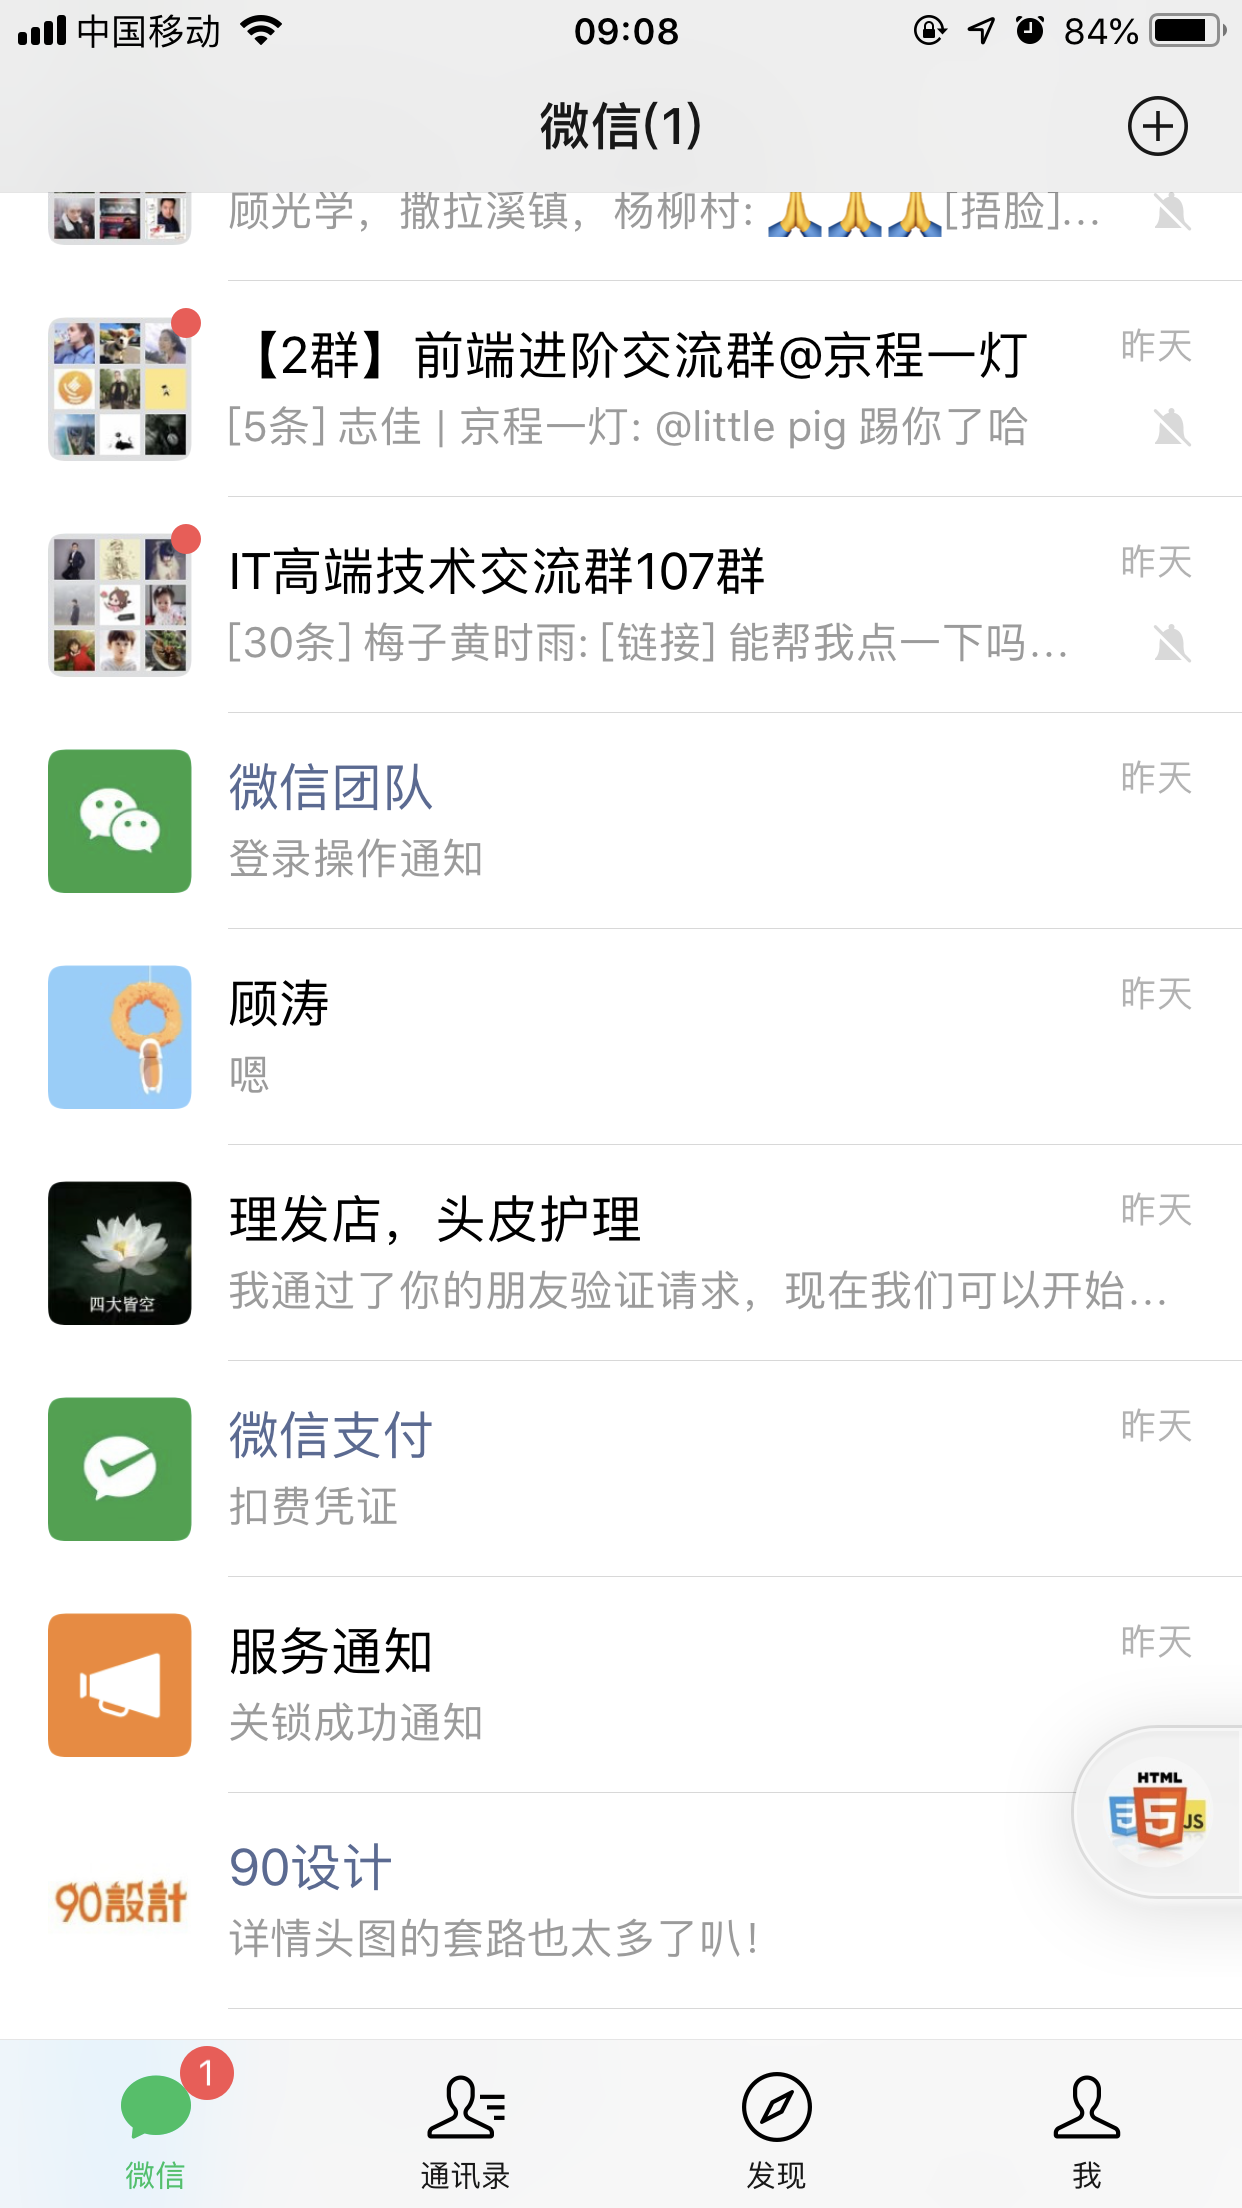 中国移动
09:08
84%
微信(1)
顾光学，撒拉溪镇，杨柳村: 🙏🙏🙏[捂脸]...
【2群】前端进阶交流群@京程一灯
昨天
[5条] 志佳 | 京程一灯: @little pig 踢你了哈
IT高端技术交流群107群
昨天
[30条] 梅子黄时雨: [链接] 能帮我点一下吗...
微信团队
昨天
登录操作通知
顾涛
昨天
嗯
理发店，头皮护理
昨天
四大皆空
我通过了你的朋友验证请求，现在我们可以开始...
微信支付
昨天
扣费凭证
服务通知
昨天
关锁成功通知
HTML
3 5 JS
90设计
90設計
详情头图的套路也太多了叭！
1
微信
通讯录
发现
我